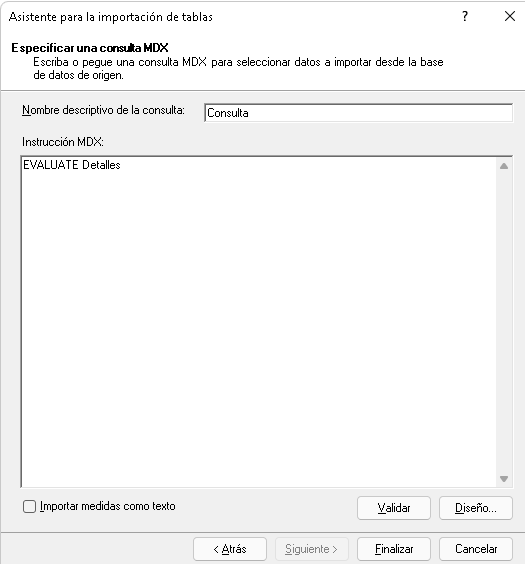 Asistente para la importación de tablas
?
Especificar una consulta MDX
Escriba o pegue una consulta MDX para seleccionar datos a importar desde la base
de datos de origen.
Nombre descriptivo de la consulta:
Consulta
Instrucción MDX:
EVALUATE Detalles
Importar medidas como texto
Validar
Diseño...
< Atrás
Siguiente >
Finalizar
Cancelar